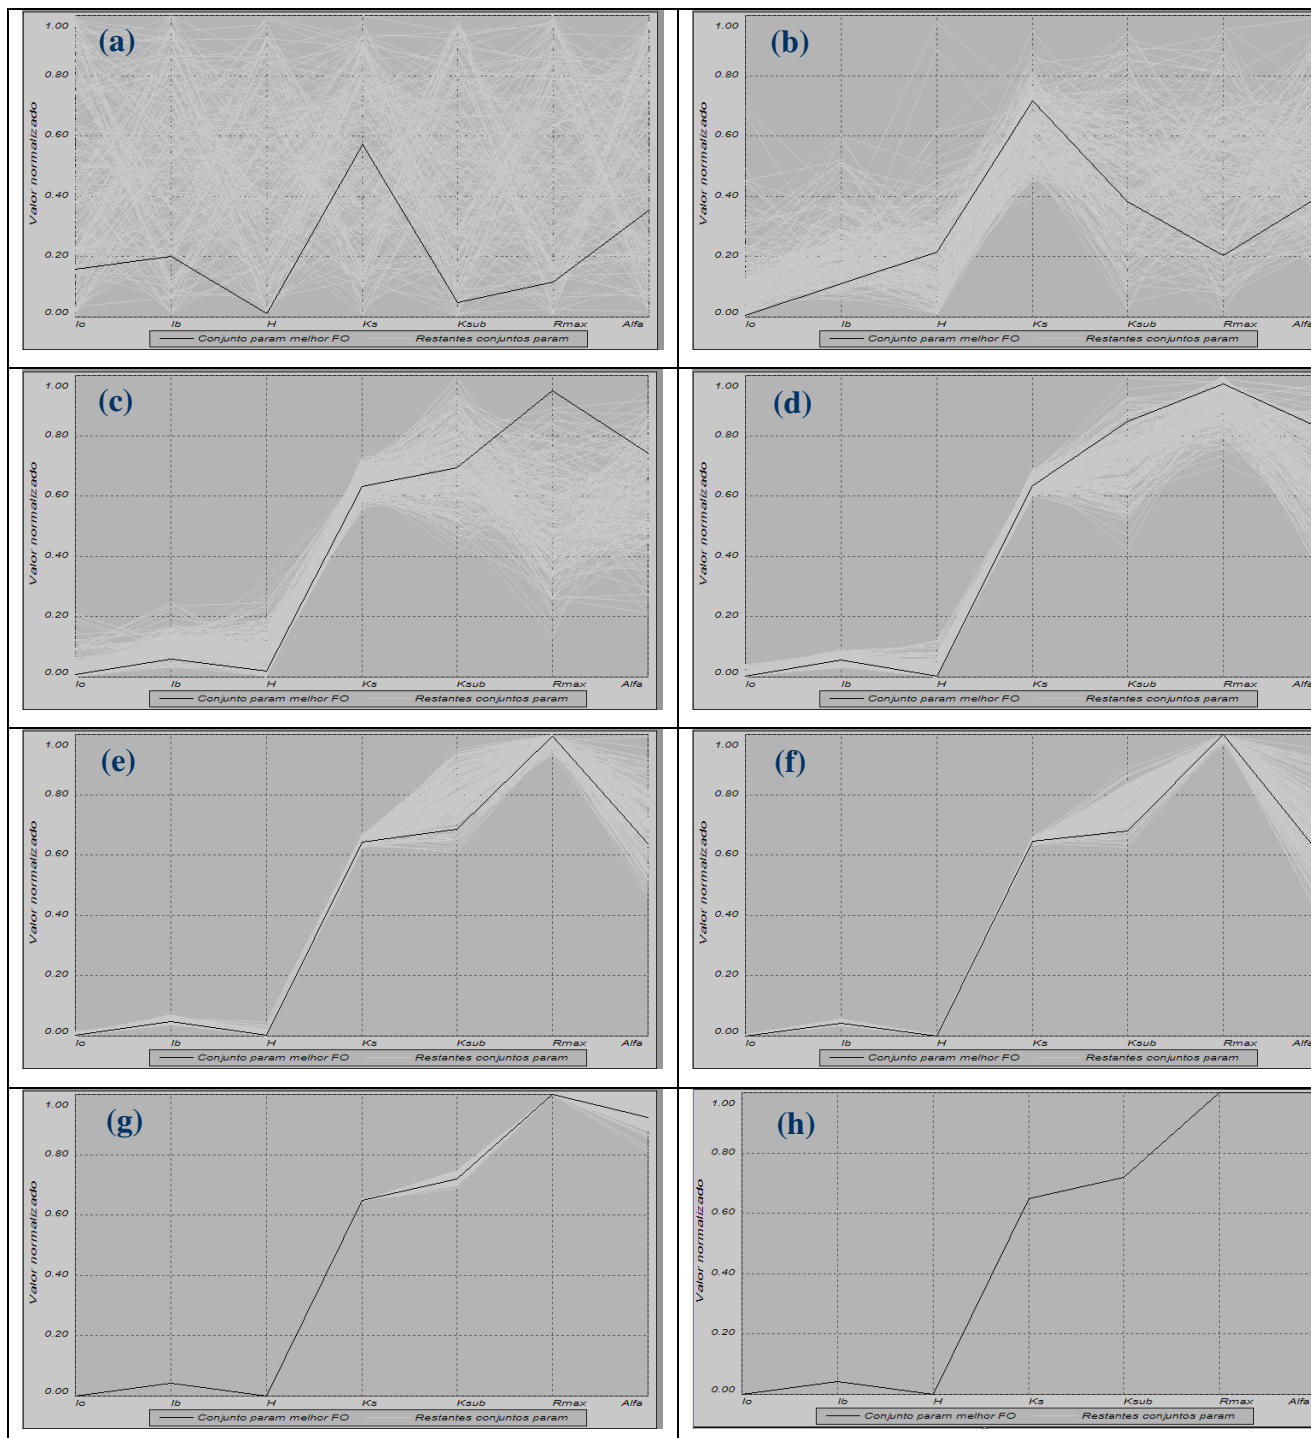 (a)
Valor normalizado
1.00
0.80
0.60
0.40
0.20
0.00
Io Ib H Ks Ksub Rmax Alfa
Conjunto param melhor FO Restantes conjuntos param
(b)
Valor normalizado
1.00
0.80
0.60
0.40
0.20
0.00
Io Ib H Ks Ksub Rmax Alfa
Conjunto param melhor FO Restantes conjuntos param
(c)
Valor normalizado
1.00
0.80
0.60
0.40
0.20
0.00
Io Ib H Ks Ksub Rmax Alfa
Conjunto param melhor FO Restantes conjuntos param
(d)
Valor normalizado
1.00
0.80
0.60
0.40
0.20
0.00
Io Ib H Ks Ksub Rmax Alfa
Conjunto param melhor FO Restantes conjuntos param
(e)
Valor normalizado
1.00
0.80
0.60
0.40
0.20
0.00
Io Ib H Ks Ksub Rmax Alfa
Conjunto param melhor FO Restantes conjuntos param
(f)
Valor normalizado
1.00
0.80
0.60
0.40
0.20
0.00
Io Ib H Ks Ksub Rmax Alfa
Conjunto param melhor FO Restantes conjuntos param
(g)
Valor normalizado
1.00
0.80
0.60
0.40
0.20
0.00
Io Ib H Ks Ksub Rmax Alfa
Conjunto param melhor FO Restantes conjuntos param
(h)
Valor normalizado
1.00
0.80
0.60
0.40
0.20
0.00
Io Ib H Ks Ksub Rmax Alfa
Conjunto param melhor FO Restantes conjuntos param